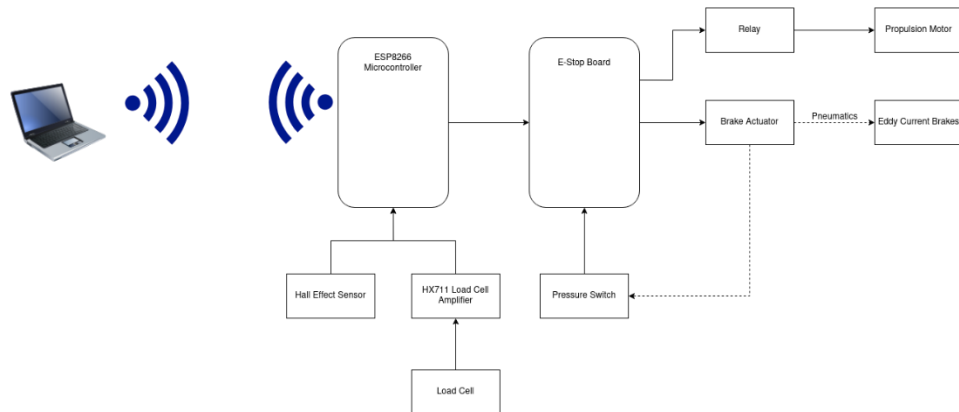 ESP8266
Microcontroller
E-Stop Board
Relay
Propulsion Motor
Brake Actuator
Pneumatics
Eddy Current Brakes
Hall Effect Sensor
HX711 Load Cell
Amplifier
Pressure Switch
Load Cell